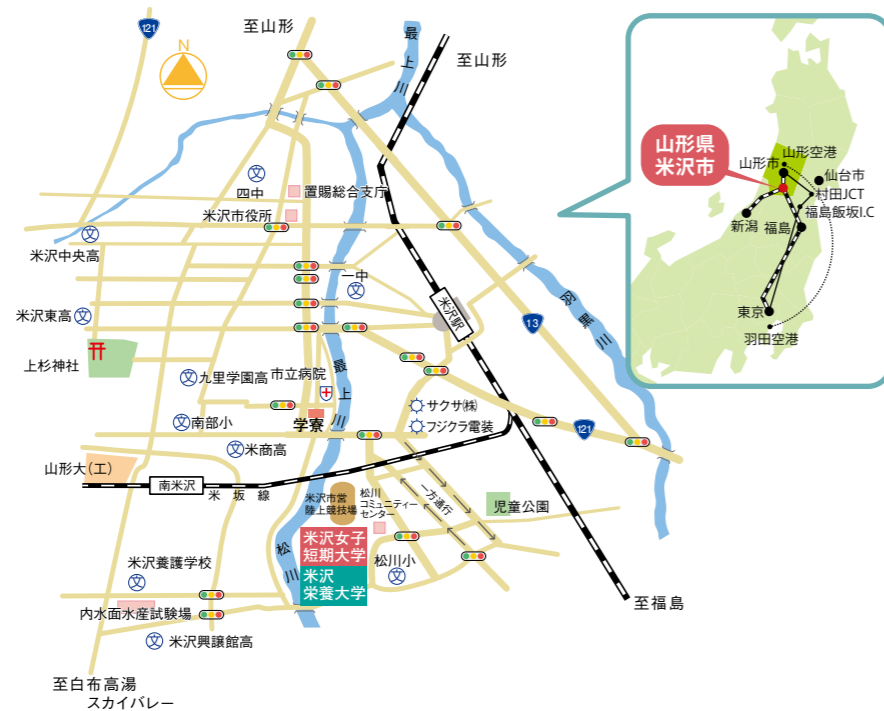 121
至山形
最上川
至山形
N
四中
置賜総合支庁
米沢市役所
米沢中央高
一中
米沢東高
米沢駅
羽黒川
13
上杉神社
九里学園高
市立病院
最上川
文
南部小
学寮
サクサ㈱
フジクラ電装
121
米商高
山形大(工)
南米沢
米坂線
米沢市営
陸上競技場
松川
コミュニティー
センター
一方通行
児童公園
米沢女子
短期大学
米沢
栄養大学
松川
松川小
米沢養護学校
内水面水産試験場
米沢興譲館高
至福島
至白布高湯
スカイバレー
山形県
米沢市
山形市
山形空港
仙台市
村田JCT
福島飯坂I.C
新潟
福島
東京
羽田空港